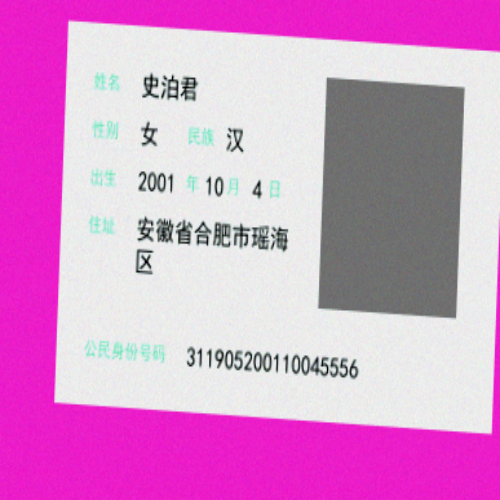 姓名 史泊君
性别 女 民族 汉
出生 2001 年 10 月 4 日
住址 安徽省合肥市瑶海
区
公民身份号码 311905200110045556